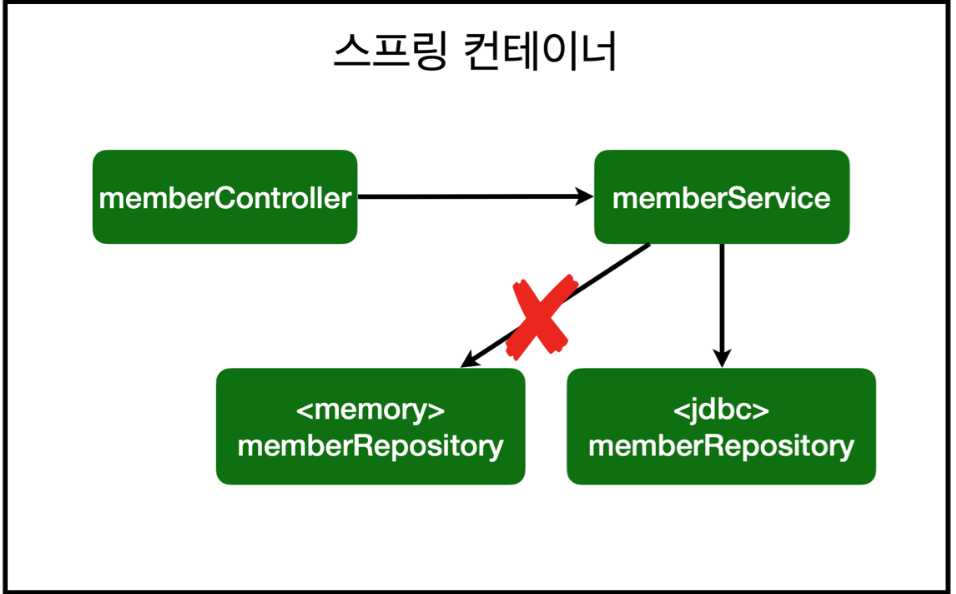 스프링 컨테이너
memberController
memberService
<memory>
memberRepository
<jdbc>
memberRepository